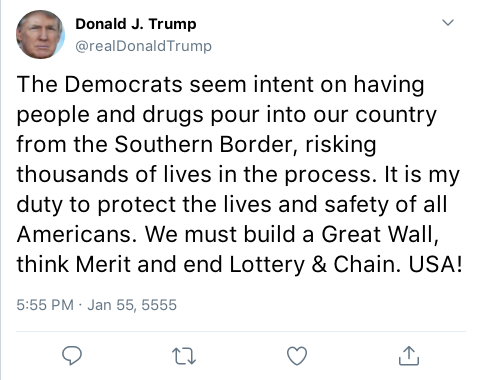 Donald J. Trump
@realDonaldTrump
The Democrats seem intent on having
people and drugs pour into our country
from the Southern Border, risking
thousands of lives in the process. It is my
duty to protect the lives and safety of all
Americans. We must build a Great Wall,
think Merit and end Lottery & Chain. USA!
5:55 PM · Jan 55, 5555